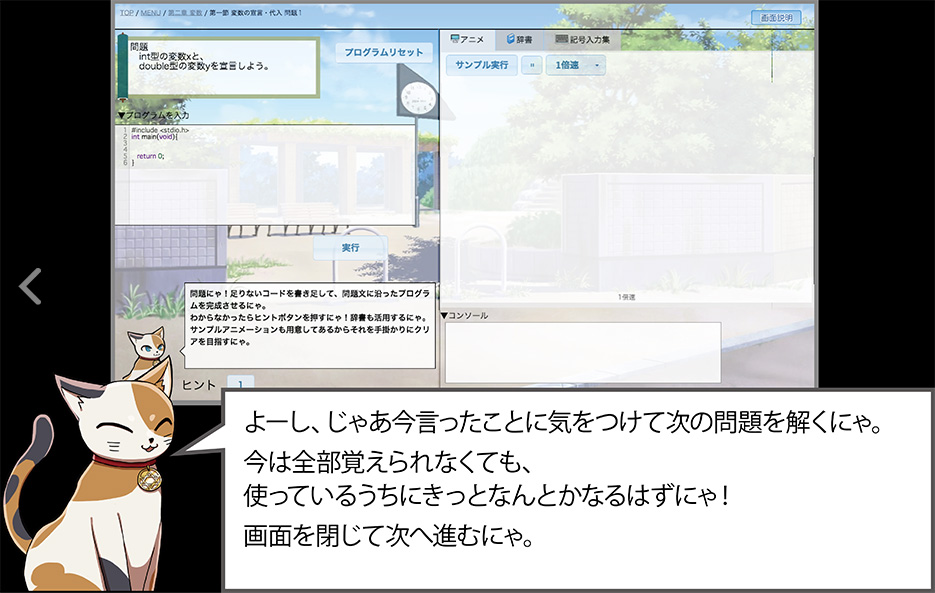 TOP / MENU / 第二章 変数 / 第一節 変数の宣言・代入 問題1
画面説明
問題
int型の変数xと、
double型の変数yを宣言しよう。
プログラムリセット
アニメ
辞書
記号入力集
サンプル実行
»
1倍速
▼プログラムを入力
1 #include <stdio.h>
2 int main(void){
3
4
5 return 0;
6 }
実行
1倍速
問題にゃ！足りないコードを書き足して、問題文に沿ったプログラ
ムを完成させるにゃ。
わからなかったらヒントボタンを押すにゃ！辞書も活用するにゃ。
サンプルアニメーションも用意してあるからそれを手掛かりにクリ
アを目指すにゃ。
▼コンソール
ヒント 1
よーし、じゃあ今言ったことに気をつけて次の問題を解くにゃ。
今は全部覚えられなくても、
使っているうちにきっとなんとかなるはずにゃ！
画面を閉じて次へ進むにゃ。